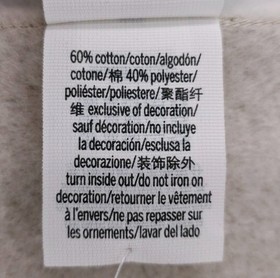 60% cotton/coton/algodón/
cotone/棉 40% polyester/
poliéster/poliestere/聚酯纤
维 exclusive of decoration/
sauf décoration/no incluye
la decoración/esclusa la
decorazione/装饰除外
turn inside out/do not iron on
decoration/retourner le vêtement
à l'envers/ne pas repasser sur
les ornements/lavar del lado